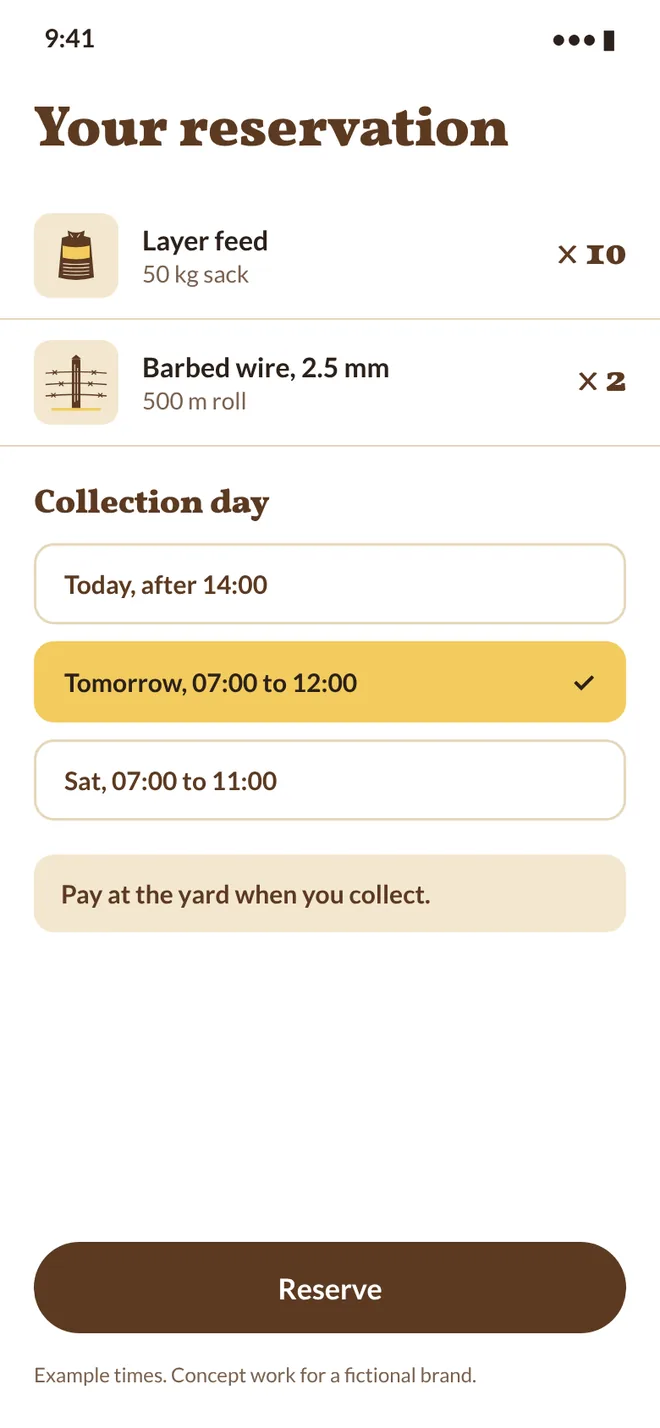 9:41
Your reservation
Layer feed
50 kg sack
× 10
Barbed wire, 2.5 mm
500 m roll
× 2
Collection day
Today, after 14:00
Tomorrow, 07:00 to 12:00
Sat, 07:00 to 11:00
Pay at the yard when you collect.
Reserve
Example times. Concept work for a fictional brand.